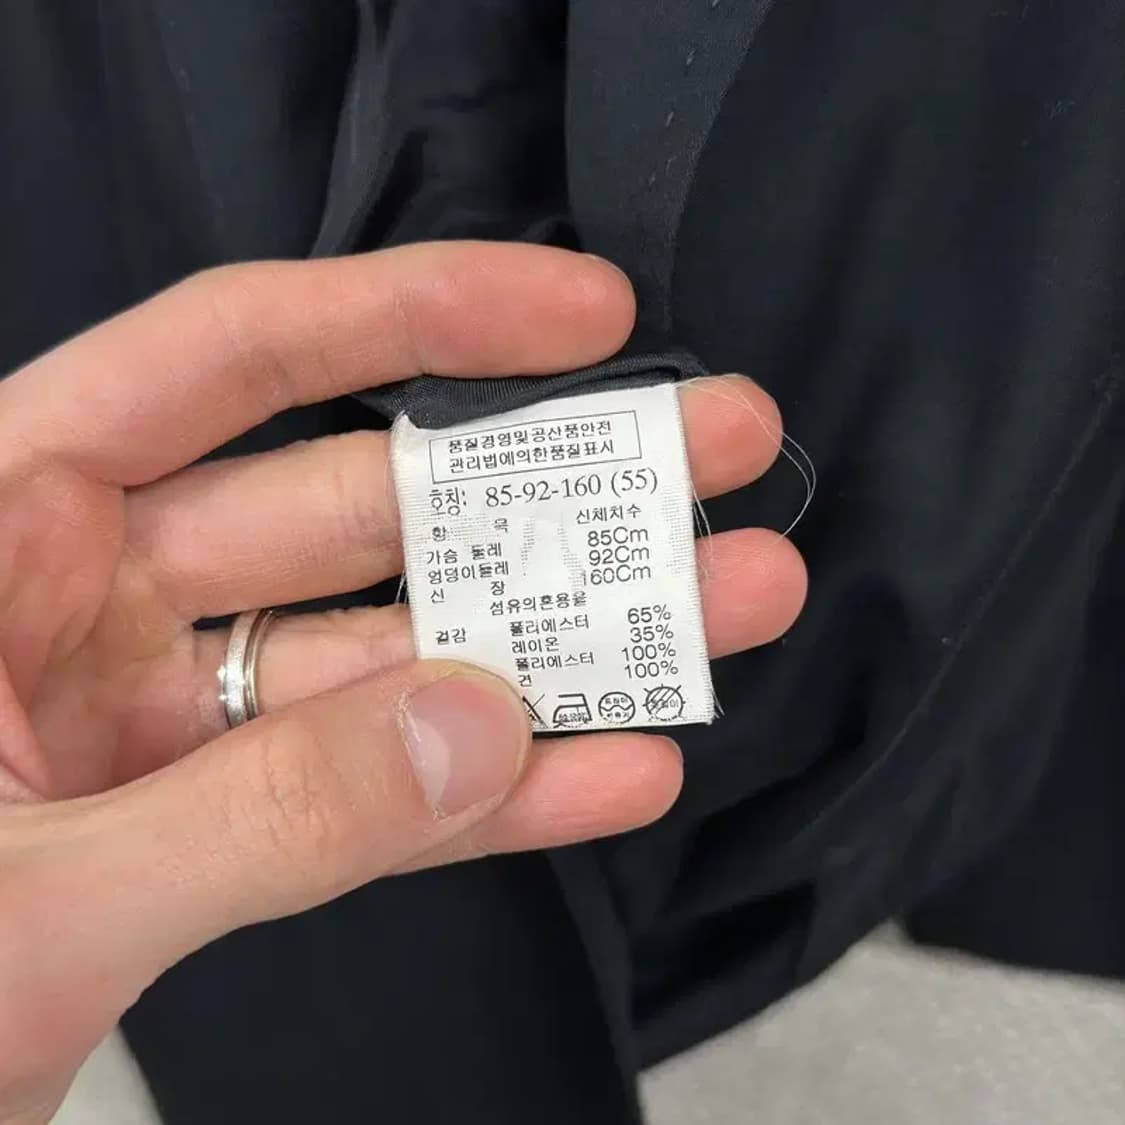 품질경영및공산품안전
관리법에의한품질표시
호칭: 85-92-160 (55)
항 목 신체치수
가슴 둘레 85Cm
엉덩이둘레 92Cm
신 장 160Cm
섬유의혼용율
겉감 폴리에스터 65%
레이온 35%
폴리에스터 100%
견 100%